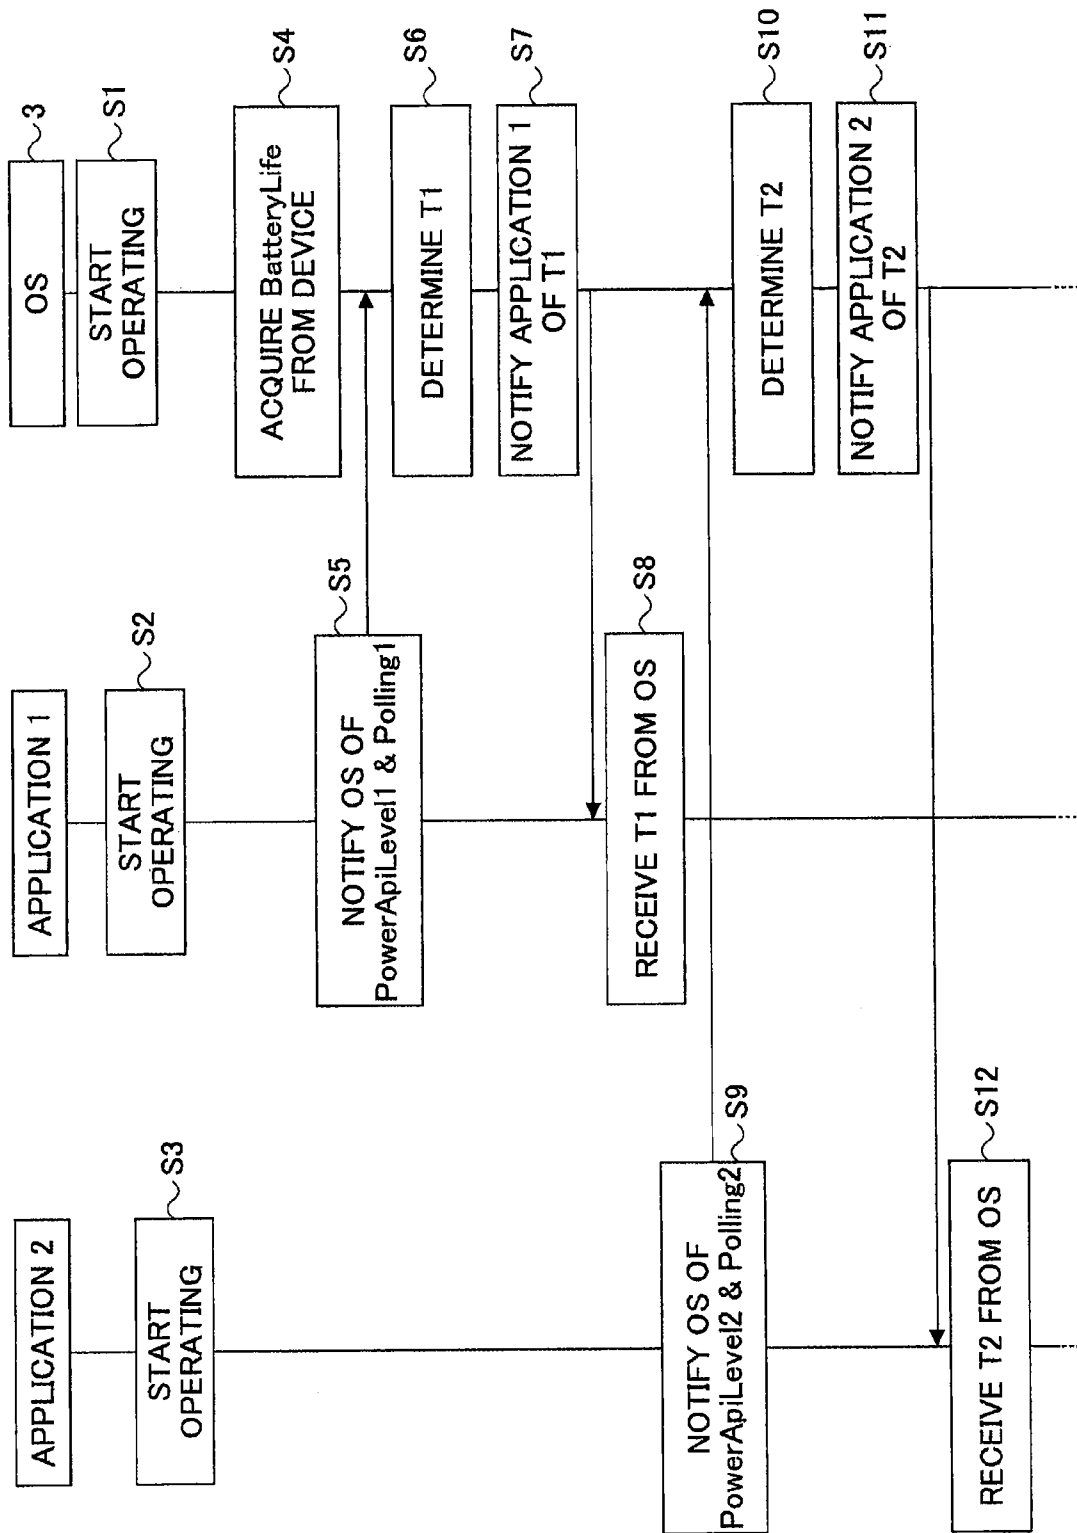 APPLICATION 2
START
OPERATING
S3
NOTIFY OS OF
PowerApiLevel2 & Polling2
S9
RECEIVE T2 FROM OS
S12
APPLICATION 1
START
OPERATING
S2
NOTIFY OS OF
PowerApiLevel1 & Polling1
S5
RECEIVE T1 FROM OS
S8
OS
3
START
OPERATING
S1
ACQUIRE BatteryLife
FROM DEVICE
S4
DETERMINE T1
S6
NOTIFY APPLICATION 1
OF T1
S7
DETERMINE T2
S10
NOTIFY APPLICATION 2
OF T2
S11